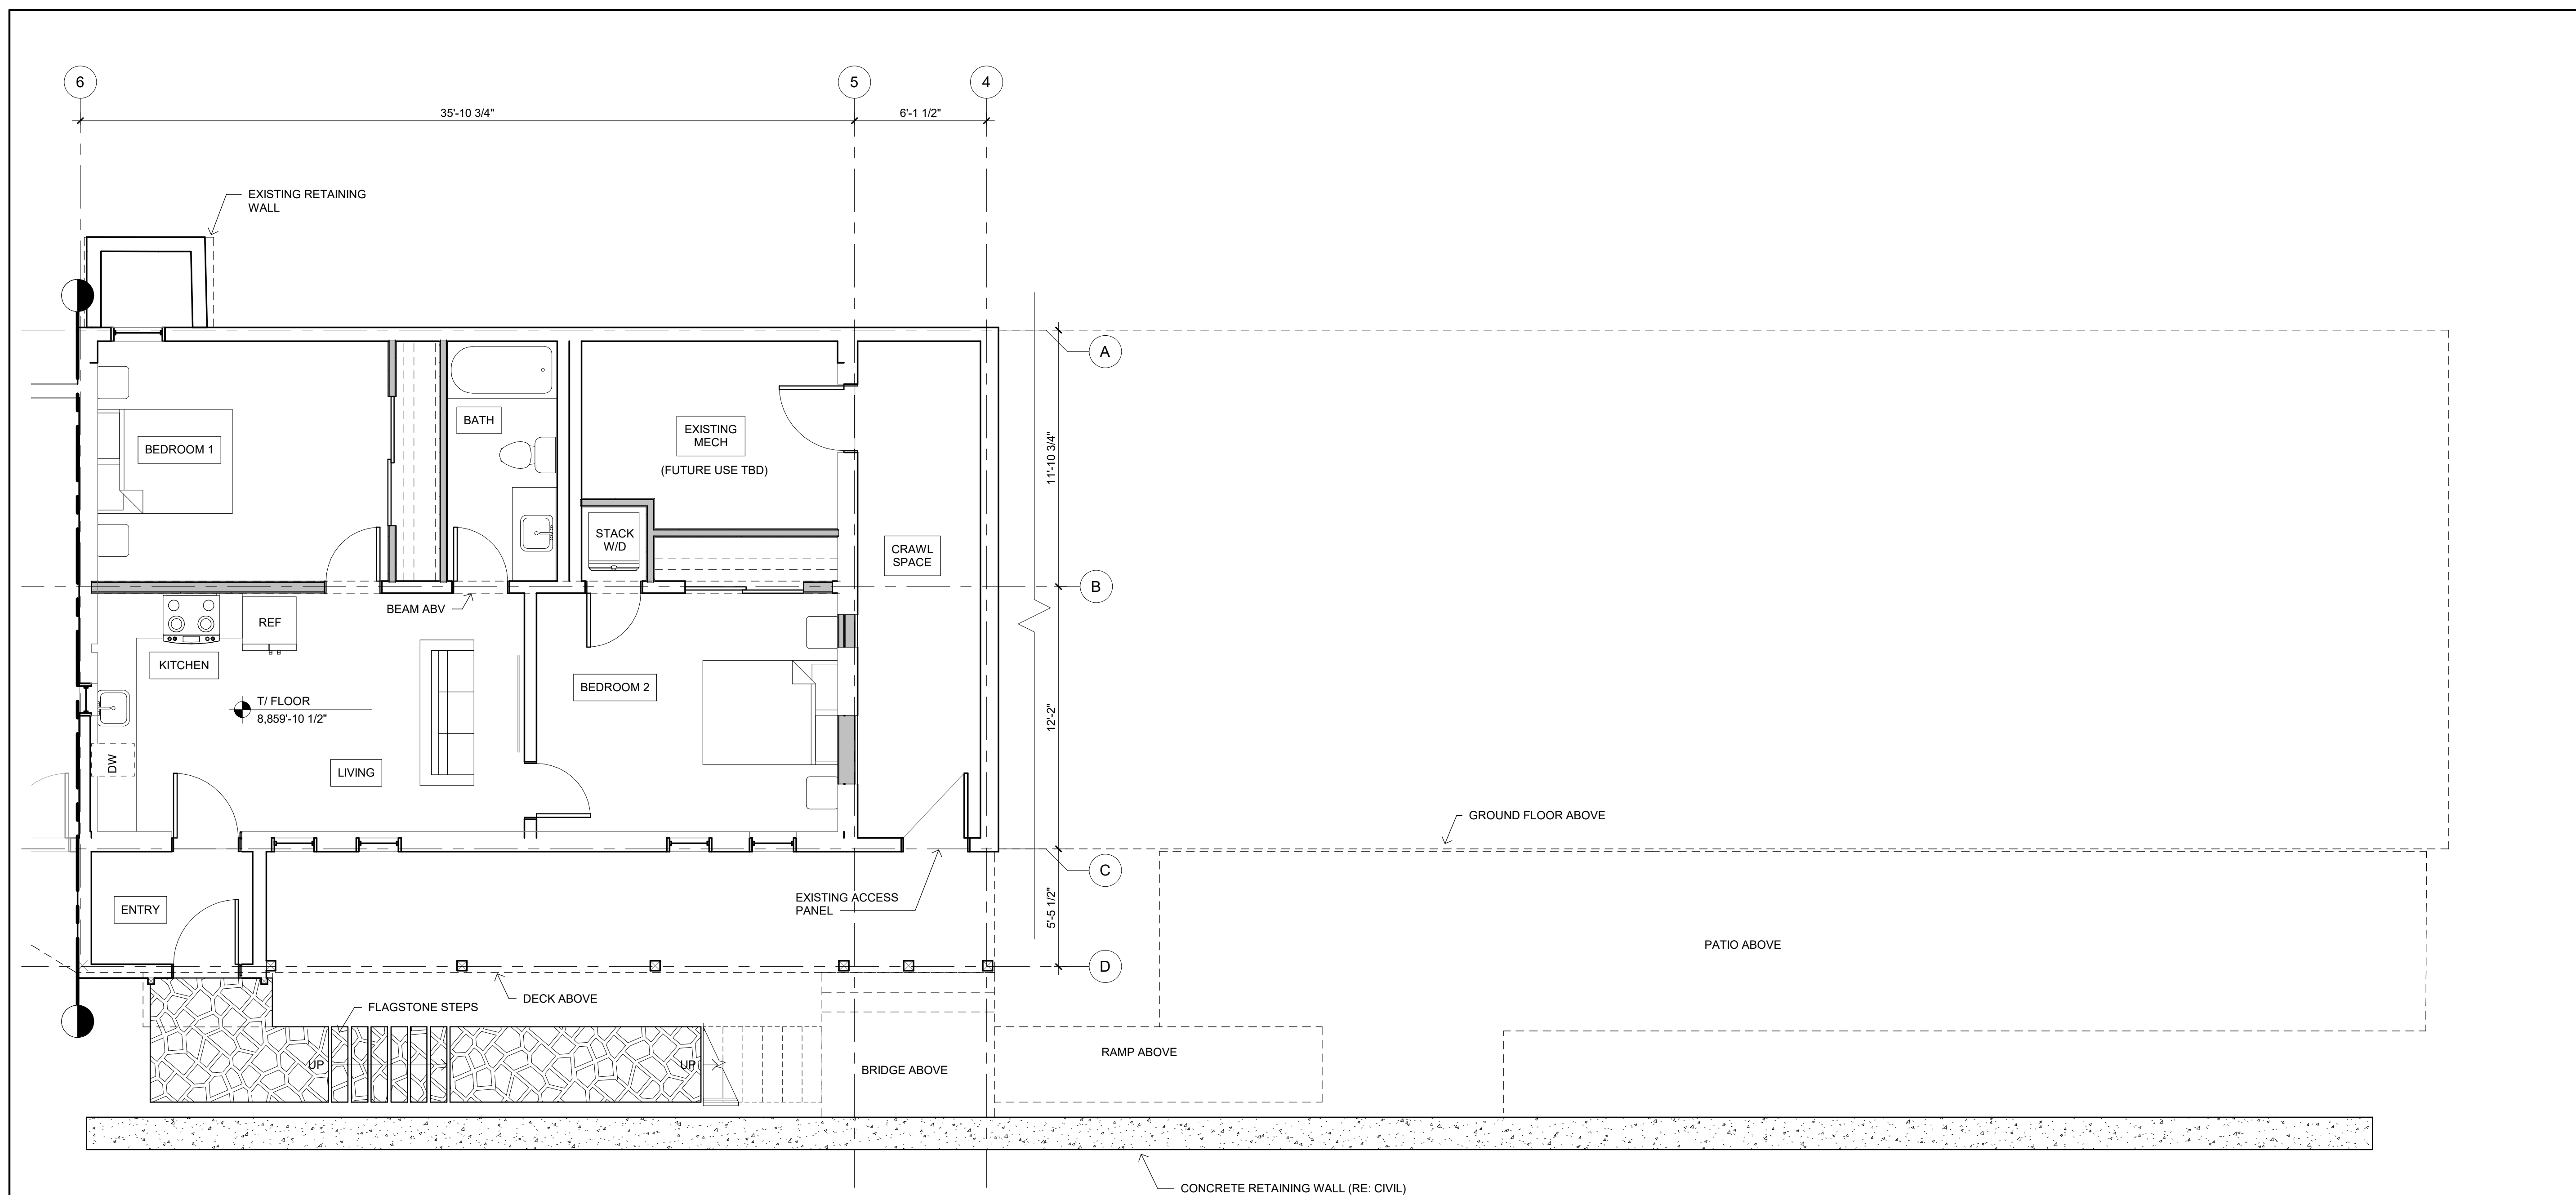 6
5
4
35'-10 3/4"
6'-1 1/2"
EXISTING RETAINING
WALL
A
BATH
EXISTING
MECH
(FUTURE USE TBD)
BEDROOM 1
11'-10 3/4"
STACK
W/D
CRAWL
SPACE
B
BEAM ABV
REF
KITCHEN
BEDROOM 2
T/ FLOOR
8,859'-10 1/2"
12'-2"
DW
LIVING
GROUND FLOOR ABOVE
C
EXISTING ACCESS
PANEL
5'-5 1/2"
ENTRY
PATIO ABOVE
D
DECK ABOVE
FLAGSTONE STEPS
UP
UP
RAMP ABOVE
BRIDGE ABOVE
CONCRETE RETAINING WALL (RE: CIVIL)